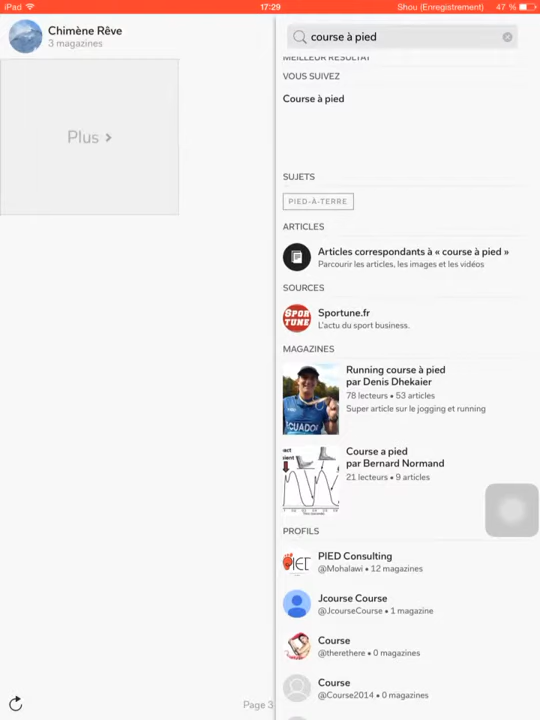 iPad 17:29 Shou (Enregistrement) 47 %
Chimène Rêve
3 magazines
Plus >
course à pied
MEILLEUR RÉSULTAT
VOUS SUIVEZ
Course à pied
SUJETS
PIED-À-TERRE
ARTICLES
Articles correspondants à « course à pied »
Parcourir les articles, les images et les vidéos
SOURCES
SPOR
TUNE
Sportune.fr
L'actu du sport business.
MAGAZINES
Running course à pied
par Denis Dhekaier
78 lecteurs • 53 articles
Super article sur le jogging et running
Course a pied
par Bernard Normand
21 lecteurs • 9 articles
PROFILS
PIED Consulting
@Mohalawi • 12 magazines
Jcourse Course
@JcourseCourse • 1 magazine
Course
@therethere • 0 magazines
Course
@Course2014 • 0 magazines
Page 3